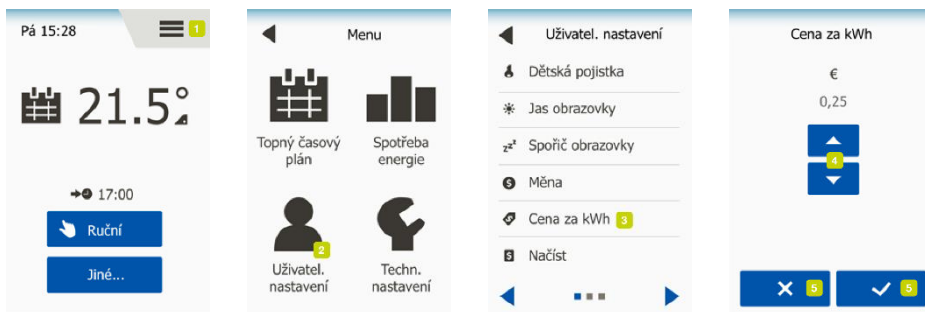 Pá 15:28
1
21.5°
17:00
Ruční
Jiné...
Menu
Topný časový
plán
Spotřeba
energie
2
Uživatel.
nastavení
Techn.
nastavení
Uživatel. nastavení
Dětská pojistka
Jas obrazovky
zzz Spořič obrazovky
Měna
Cena za kWh 3
Načíst
Cena za kWh
€
0,25
4
5
5